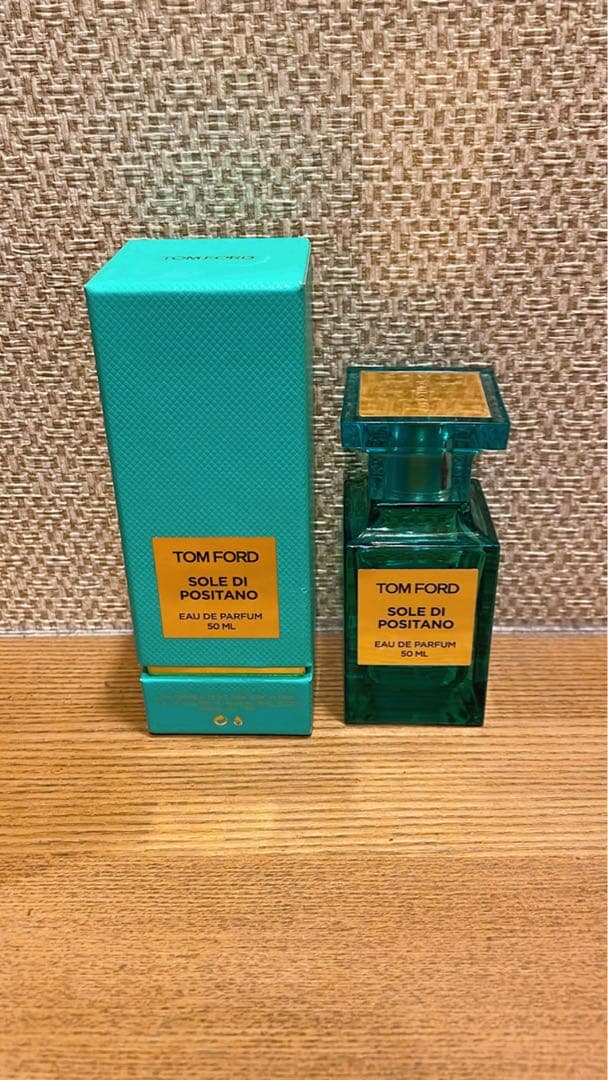 TOM FORD
TOM FORD
SOLE DI
POSITANO
EAU DE PARFUM
50 ML
TOM FORD
SOLE DI
POSITANO
EAU DE PARFUM
50 ML